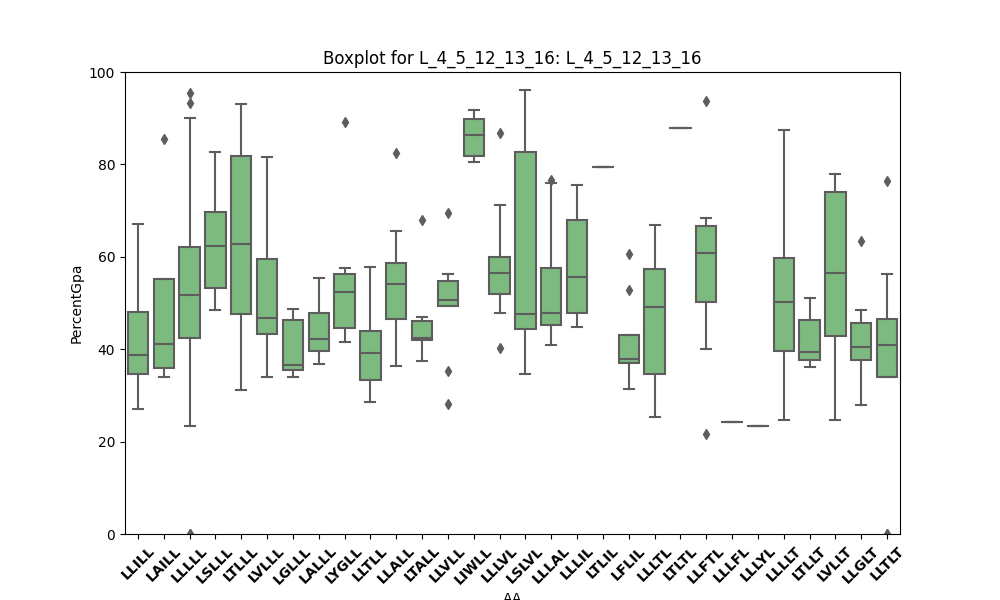 Boxplot for L_4_5_12_13_16: L_4_5_12_13_16
100
80
60
40
20
0
PercentGpa
LLIILL LAILL LLLLL LSLLL LTLLL LVLLL LGLLL LALLL LYGLL LLTLL LLALL LTALL LLVLL LIWLL LLLVL LSLVL LLLAL LLLIL LTLIL LFLIL LLLTL LTLTL LLFTL LLLFL LLLYL LLLLT LTLLT LVLLT LLGLT LLTLT
AA